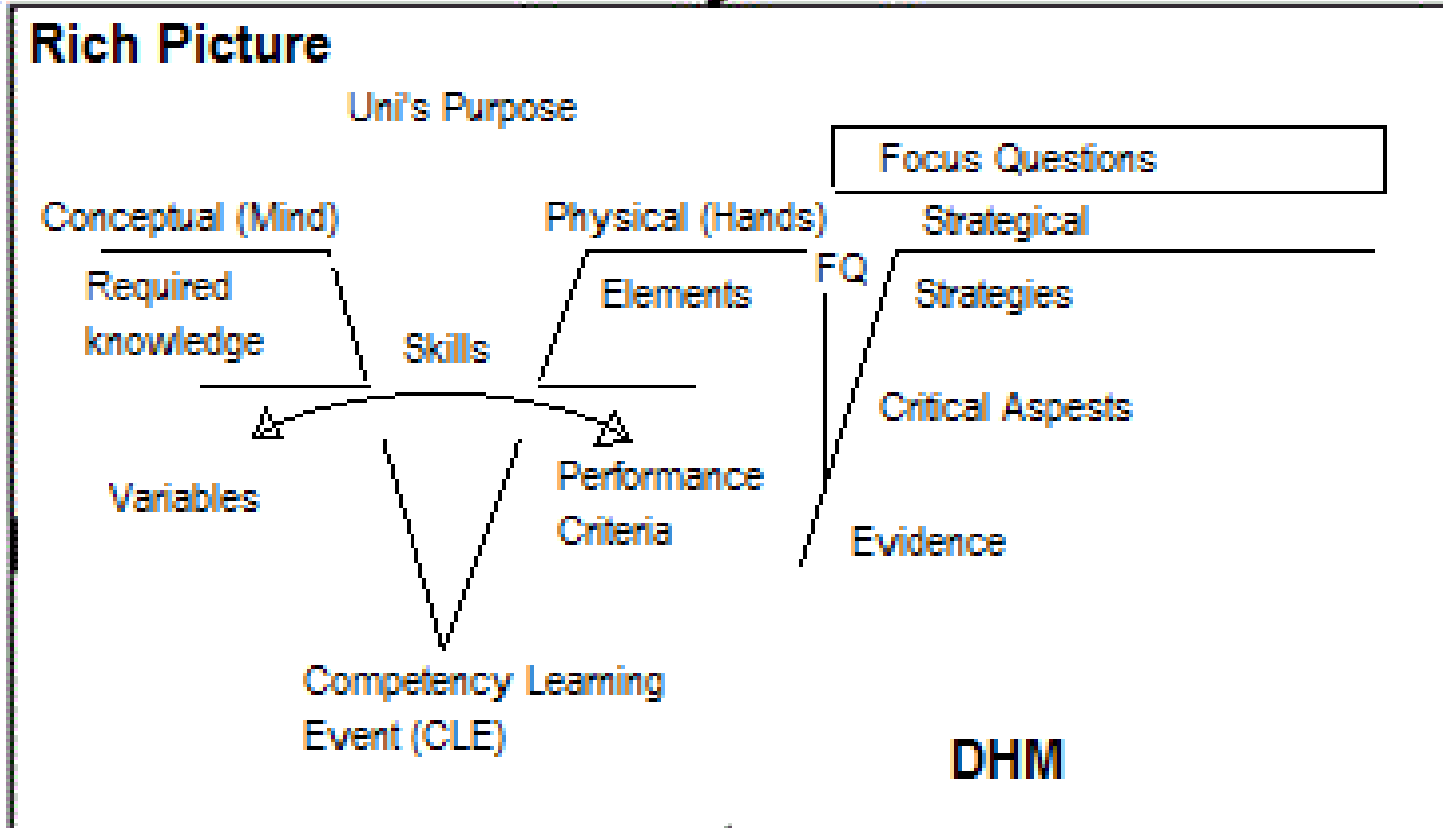 Rich Picture
Uni's Purpose
Focus Questions
Conceptual (Mind)
Physical (Hands)
Strategical
FQ
Required
knowledge
Elements
Strategies
Skills
Critical Aspests
Variables
Performance
Criteria
Evidence
Competency Learning
Event (CLE)
DHM